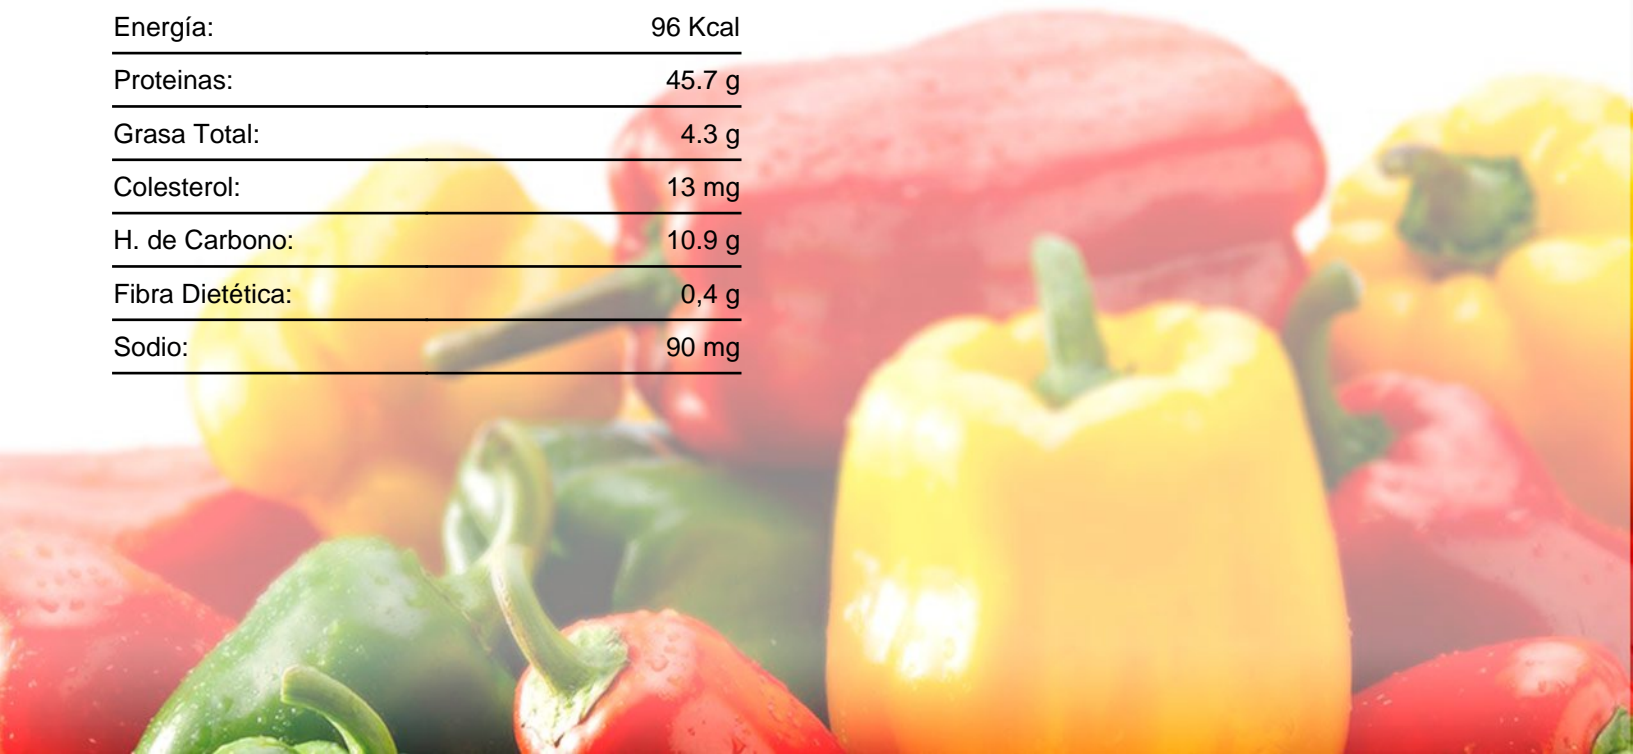 Energía: 96 Kcal
Proteinas: 45.7 g
Grasa Total: 4.3 g
Colesterol: 13 mg
H. de Carbono: 10.9 g
Fibra Dietética: 0,4 g
Sodio: 90 mg